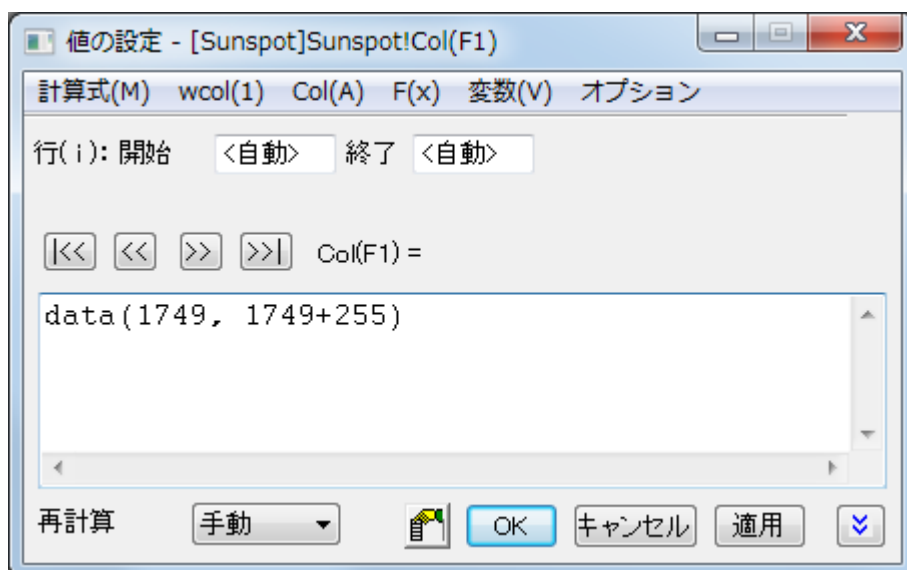 値の設定 - [Sunspot]Sunspot!Col(F1)
計算式(M) wcol(1) Col(A) F(x) 変数(V) オプション
行(i): 開始 <自動> 終了 <自動>
|<< << >> >>| Col(F1) =
data(1749, 1749+255)
再計算 手動 OK キャンセル 適用